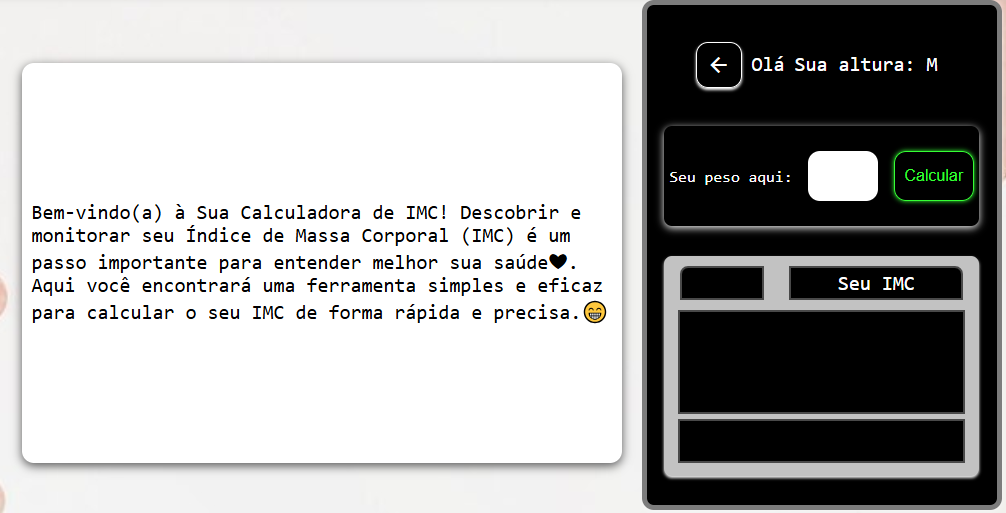 Bem-vindo(a) à Sua Calculadora de IMC! Descobrir e
monitorar seu Índice de Massa Corporal (IMC) é um
passo importante para entender melhor sua saúde🖤.
Aqui você encontrará uma ferramenta simples e eficaz
para calcular o seu IMC de forma rápida e precisa.😁
Olá Sua altura: M
Seu peso aqui:
Calcular
Seu IMC